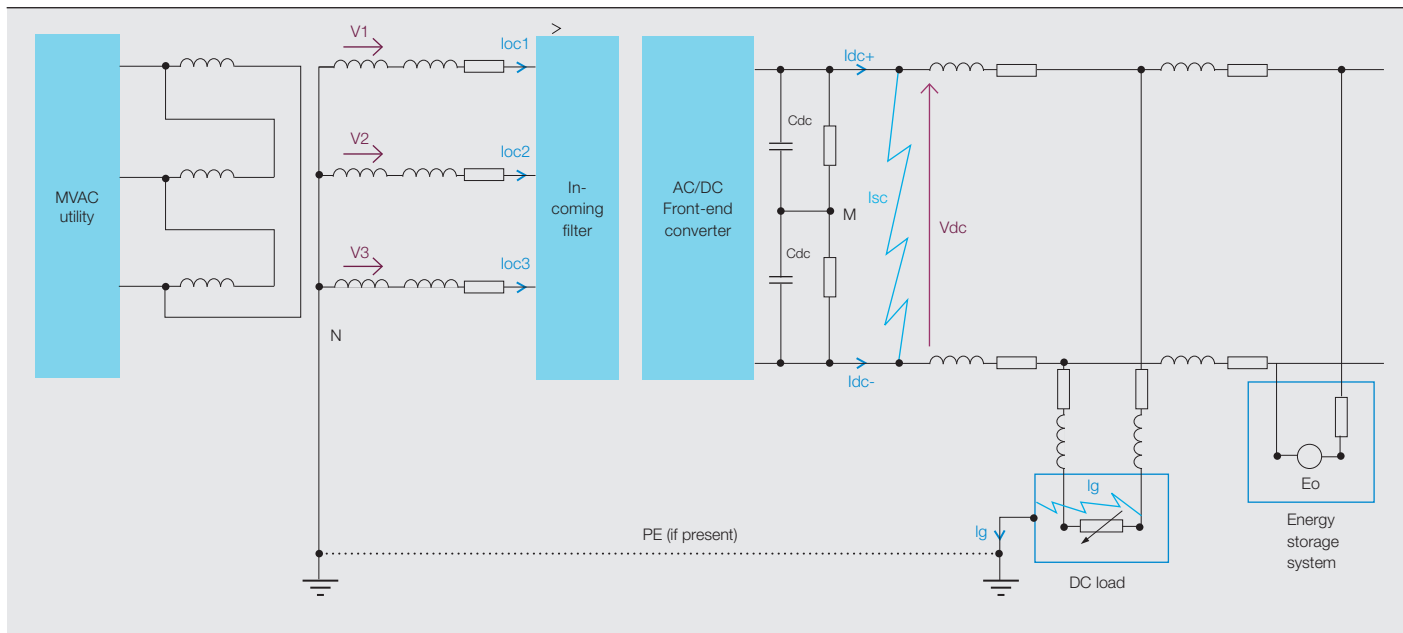 V1
Ioc1
>
Idc+
Cdc
V2
Ioc2
MVAC
utility
In-
coming
filter
AC/DC
Front-end
converter
M
Isc
Vdc
V3
Ioc3
Cdc
N
Idc-
Ig
Eo
PE (if present)
Ig
Energy
storage
system
DC load